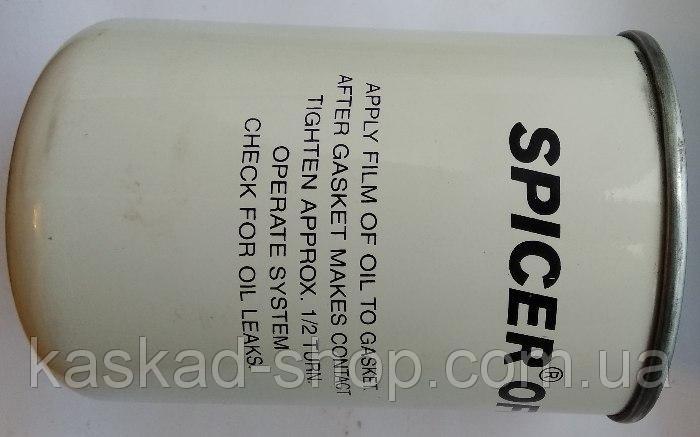 SPICER® OF
APPLY FILM OF OIL TO GASKET.
AFTER GASKET MAKES CONTACT
TIGHTEN APPROX. 1/2 TURN
OPERATE SYSTEM
CHECK FOR OIL LEAKS.
kaskad-shop.com.ua